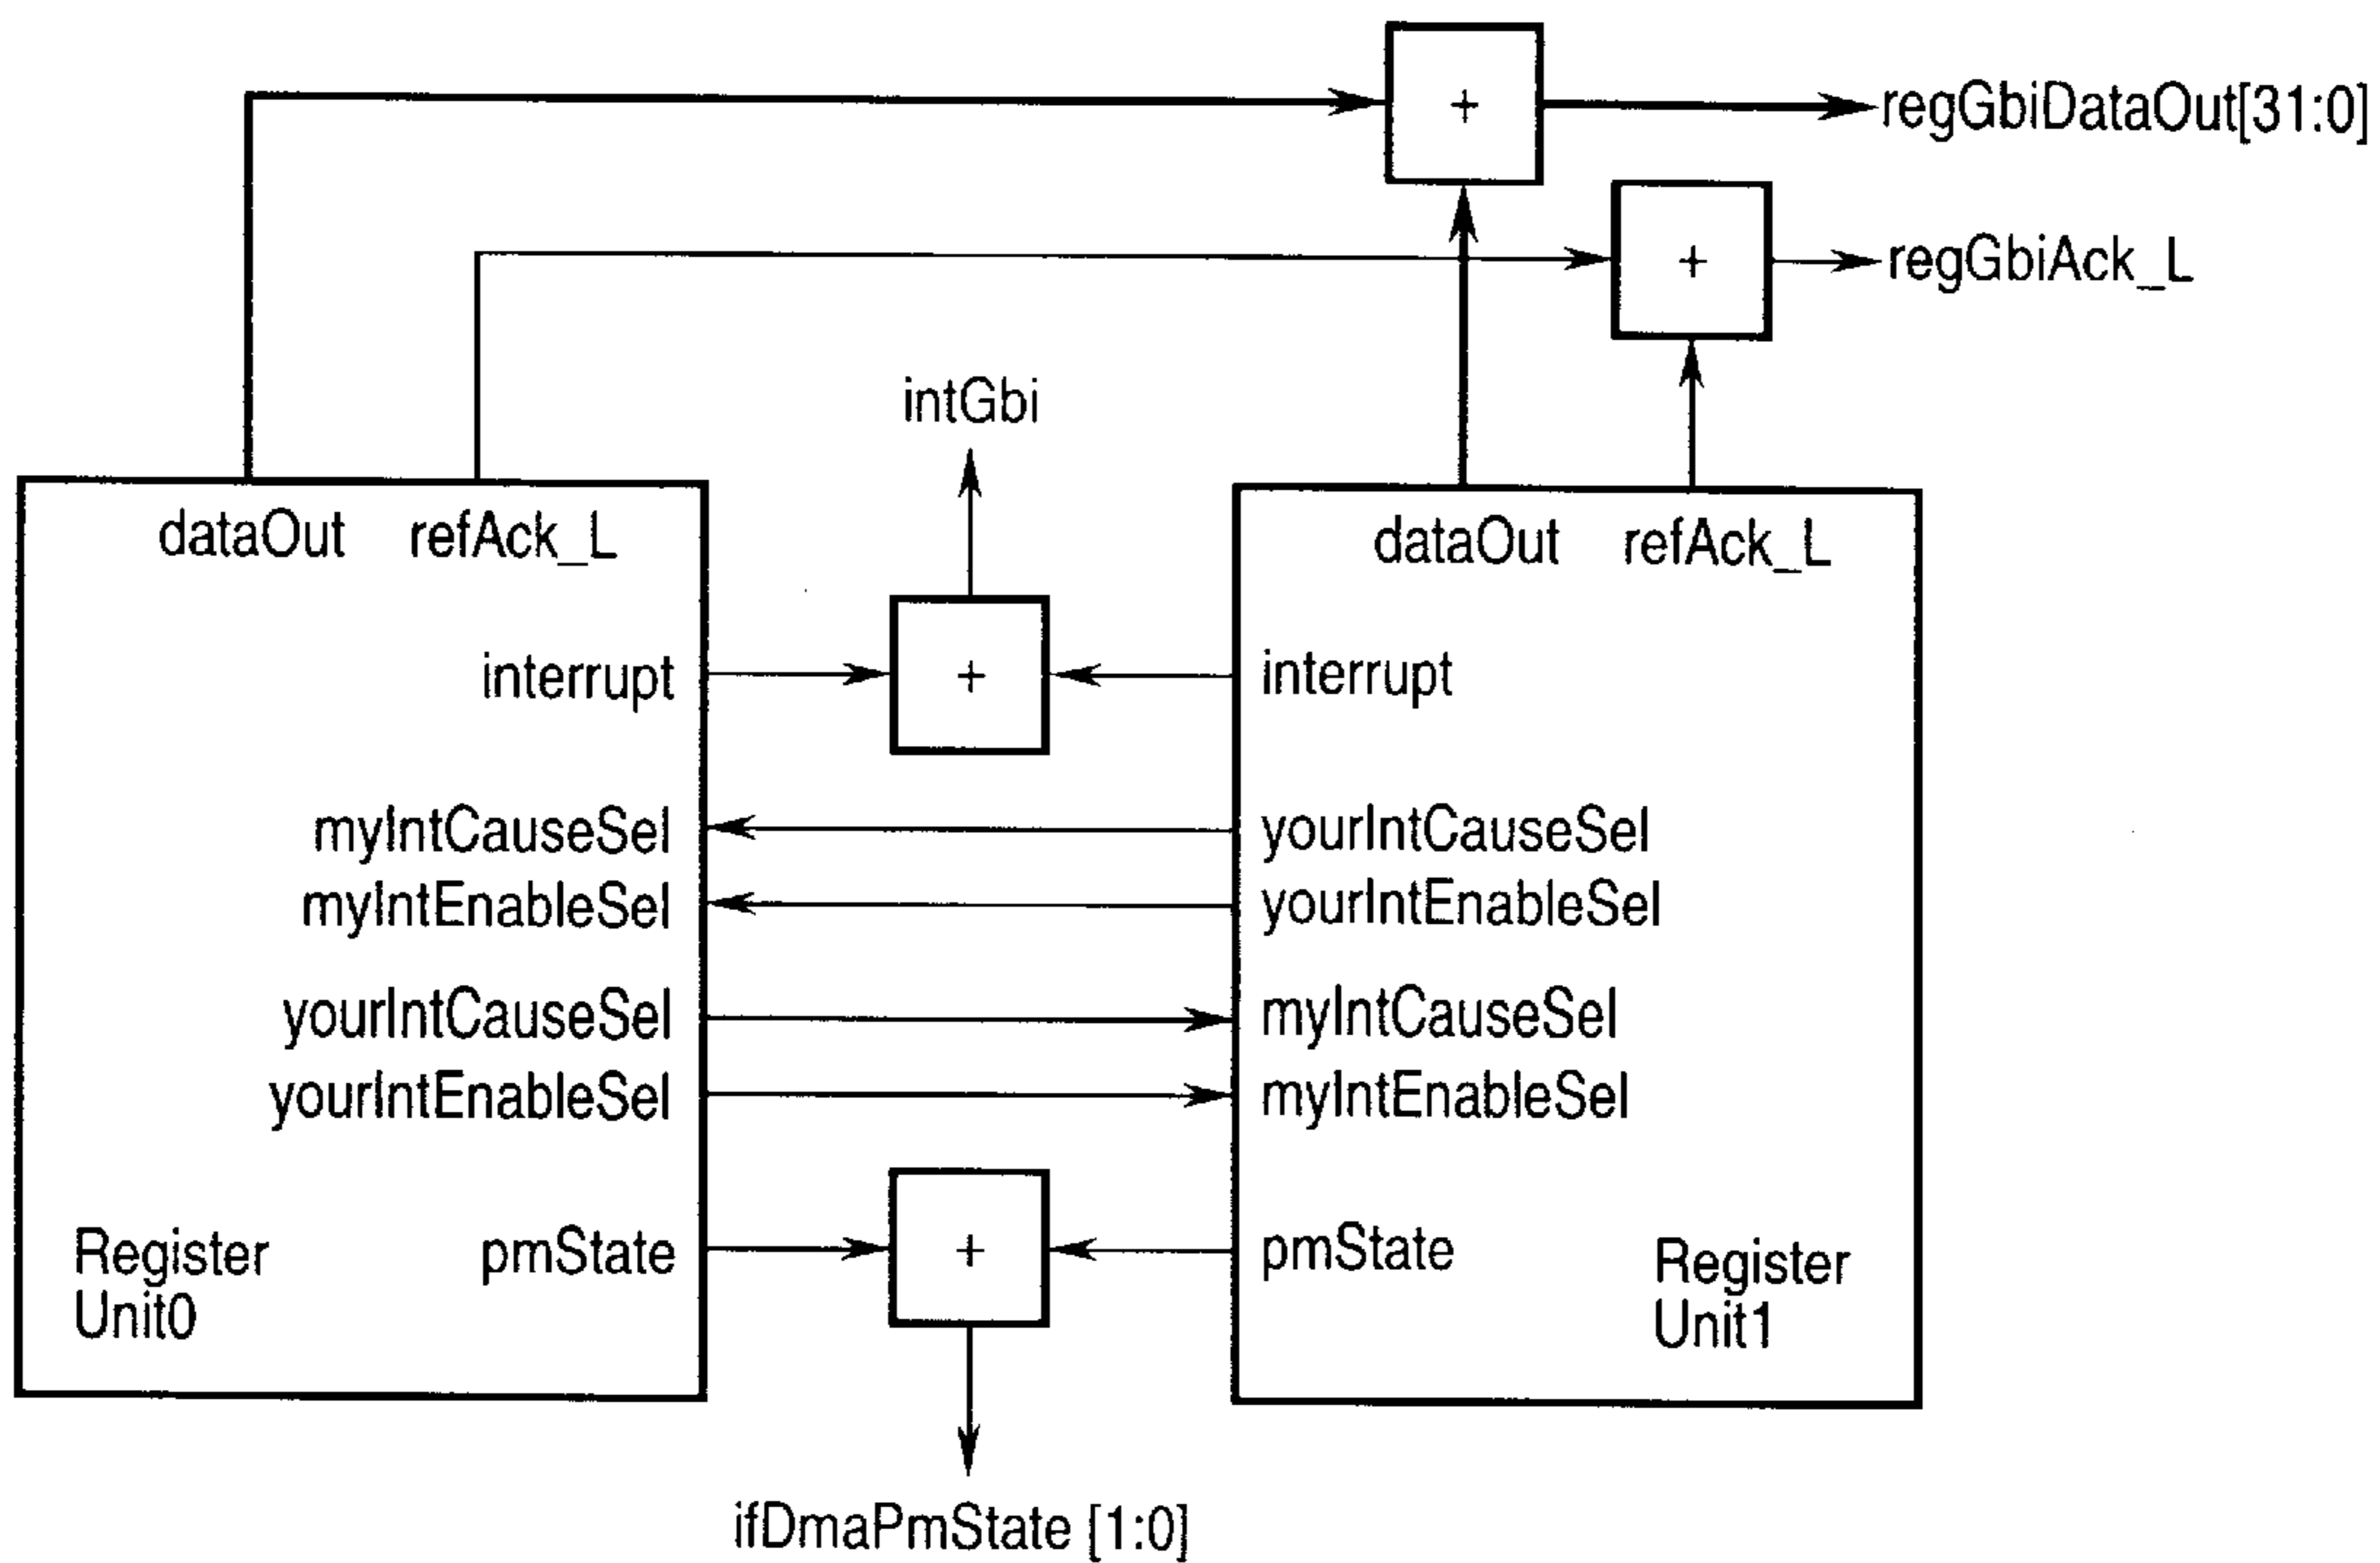 +
regGbiDataOut[31:0]
+
regGbiAck_L
intGbi
dataOut refAck_L
dataOut refAck_L
interrupt
+
interrupt
myIntCauseSel
yourIntCauseSel
myIntEnableSel
yourIntEnableSel
yourIntCauseSel
myIntCauseSel
yourIntEnableSel
myIntEnableSel
Register
Unit0
pmState
+
pmState
Register
Unit1
ifDmaPmState [1:0]